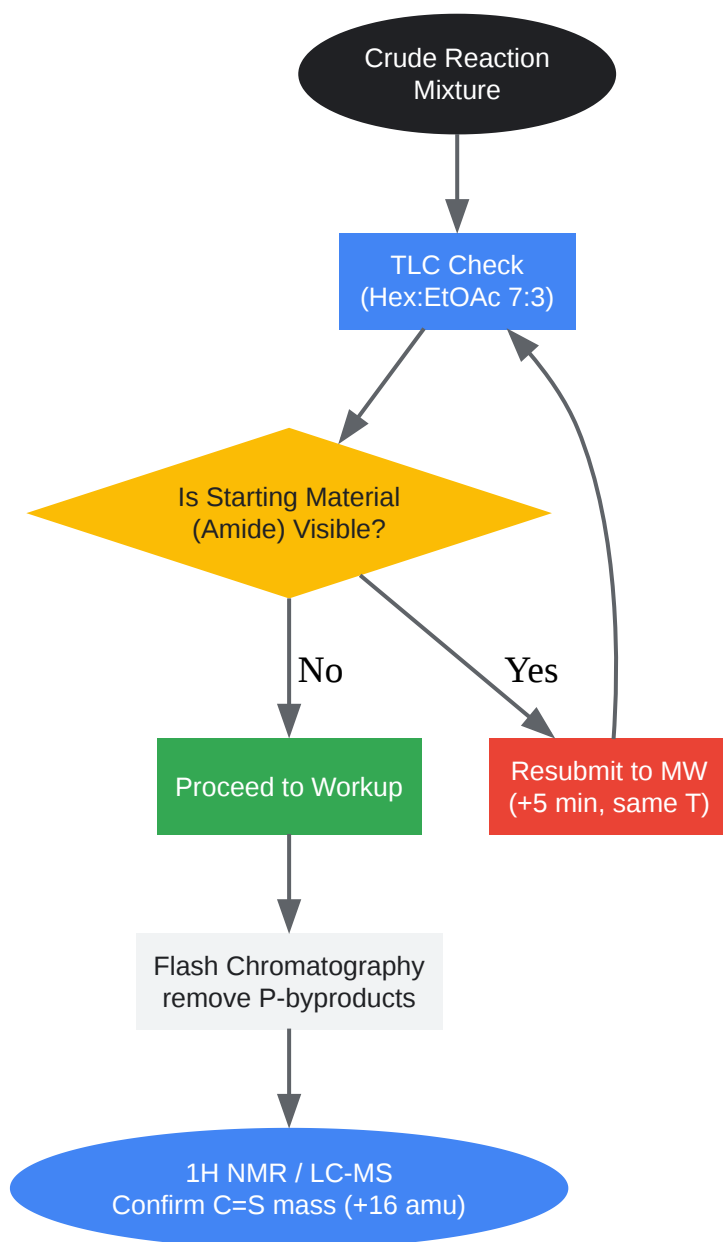 Crude Reaction
Mixture
TLC Check
(Hex:EtOAc 7:3)
Is Starting Material
(Amide) Visible?
No
Yes
Proceed to Workup
Resubmit to MW
(+5 min, same T)
Flash Chromatography
remove P-byproducts
1H NMR / LC-MS
Confirm C=S mass (+16 amu)